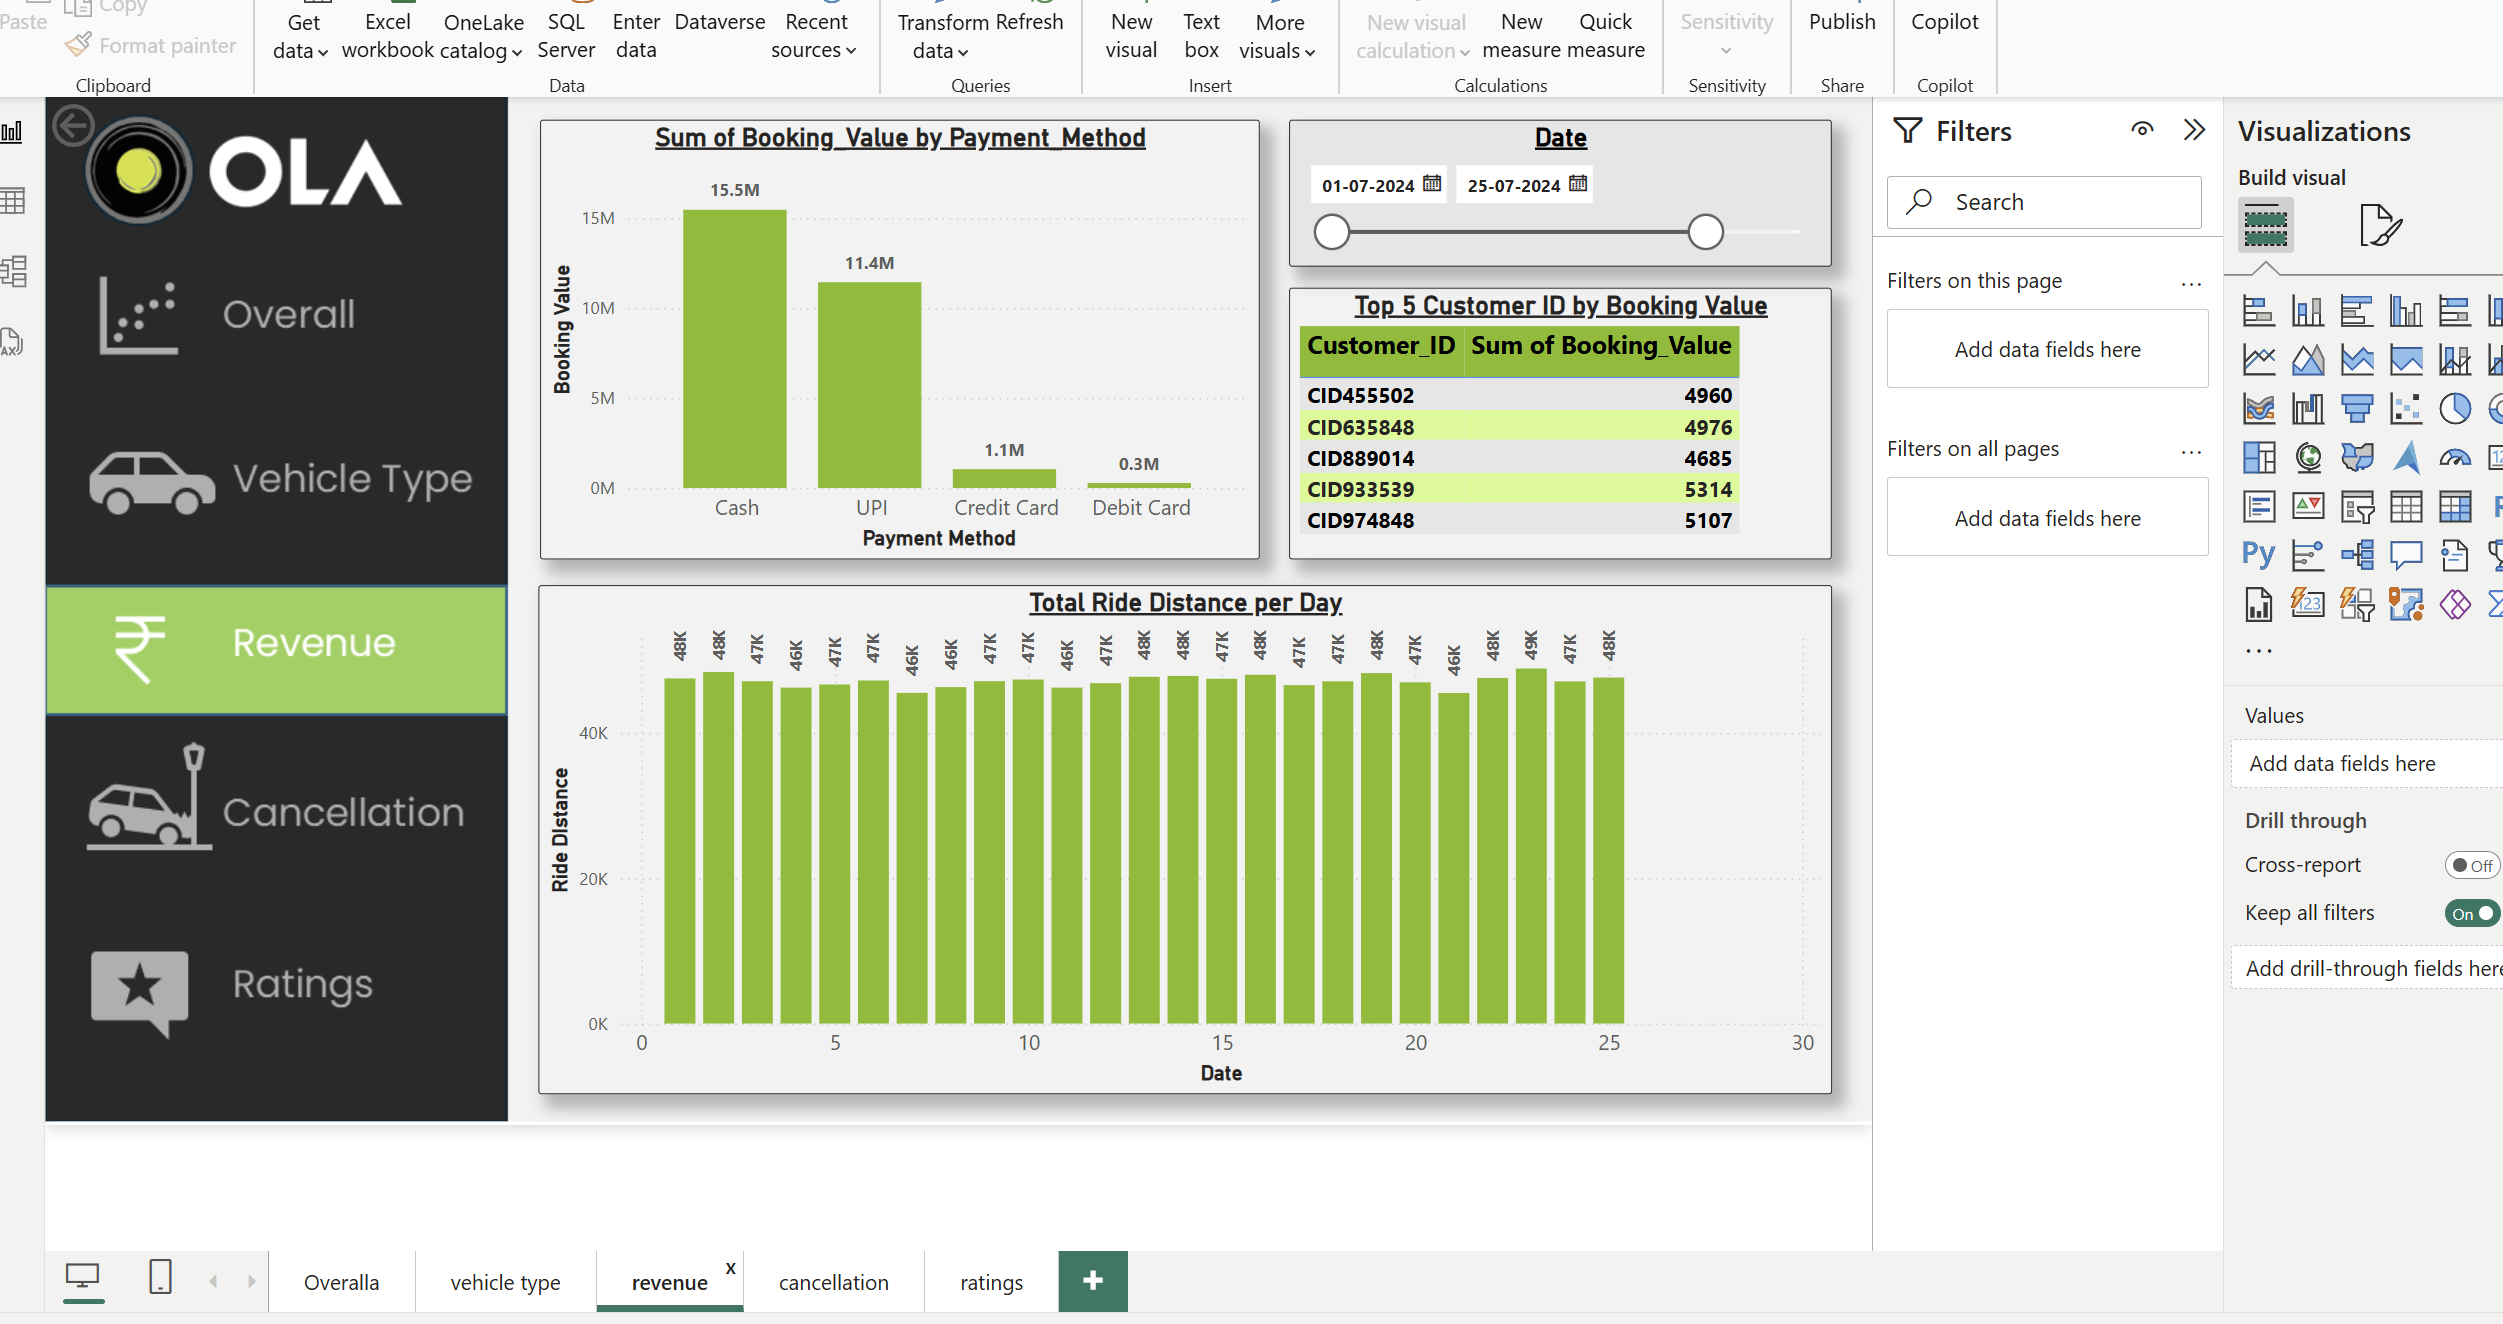 Paste
Copy
Format painter
Clipboard
Get data
Excel workbook
OneLake catalog
SQL Server
Enter data
Dataverse
Recent sources
Data
Transform data
Refresh
Queries
New visual
Text box
More visuals
Insert
New visual calculation
New measure
Quick measure
Calculations
Sensitivity
Sensitivity
Publish
Share
Copilot
Copilot
OLA
Overall
Vehicle Type
Revenue
Cancellation
Ratings
Sum of Booking_Value by Payment_Method
Booking Value
15M
10M
5M
0M
15.5M
11.4M
1.1M
0.3M
Cash UPI Credit Card Debit Card
Payment Method
Date
01-07-2024 25-07-2024
Top 5 Customer ID by Booking Value
Customer_ID Sum of Booking_Value
CID455502 4960
CID635848 4976
CID889014 4685
CID933539 5314
CID974848 5107
Total Ride Distance per Day
48K 48K 47K 46K 47K 47K 46K 46K 47K 47K 46K 47K 48K 48K 47K 48K 47K 47K 48K 47K 46K 48K 49K 47K 48K
Ride DIstance
40K
20K
0K
0 5 10 15 20 25 30
Date
Filters
Search
Filters on this page ...
Add data fields here
Filters on all pages ...
Add data fields here
Visualizations
Build visual
Py
123
...
Values
Add data fields here
Drill through
Cross-report Off
Keep all filters On
Add drill-through fields here
Overalla
vehicle type
revenue x
cancellation
ratings
+